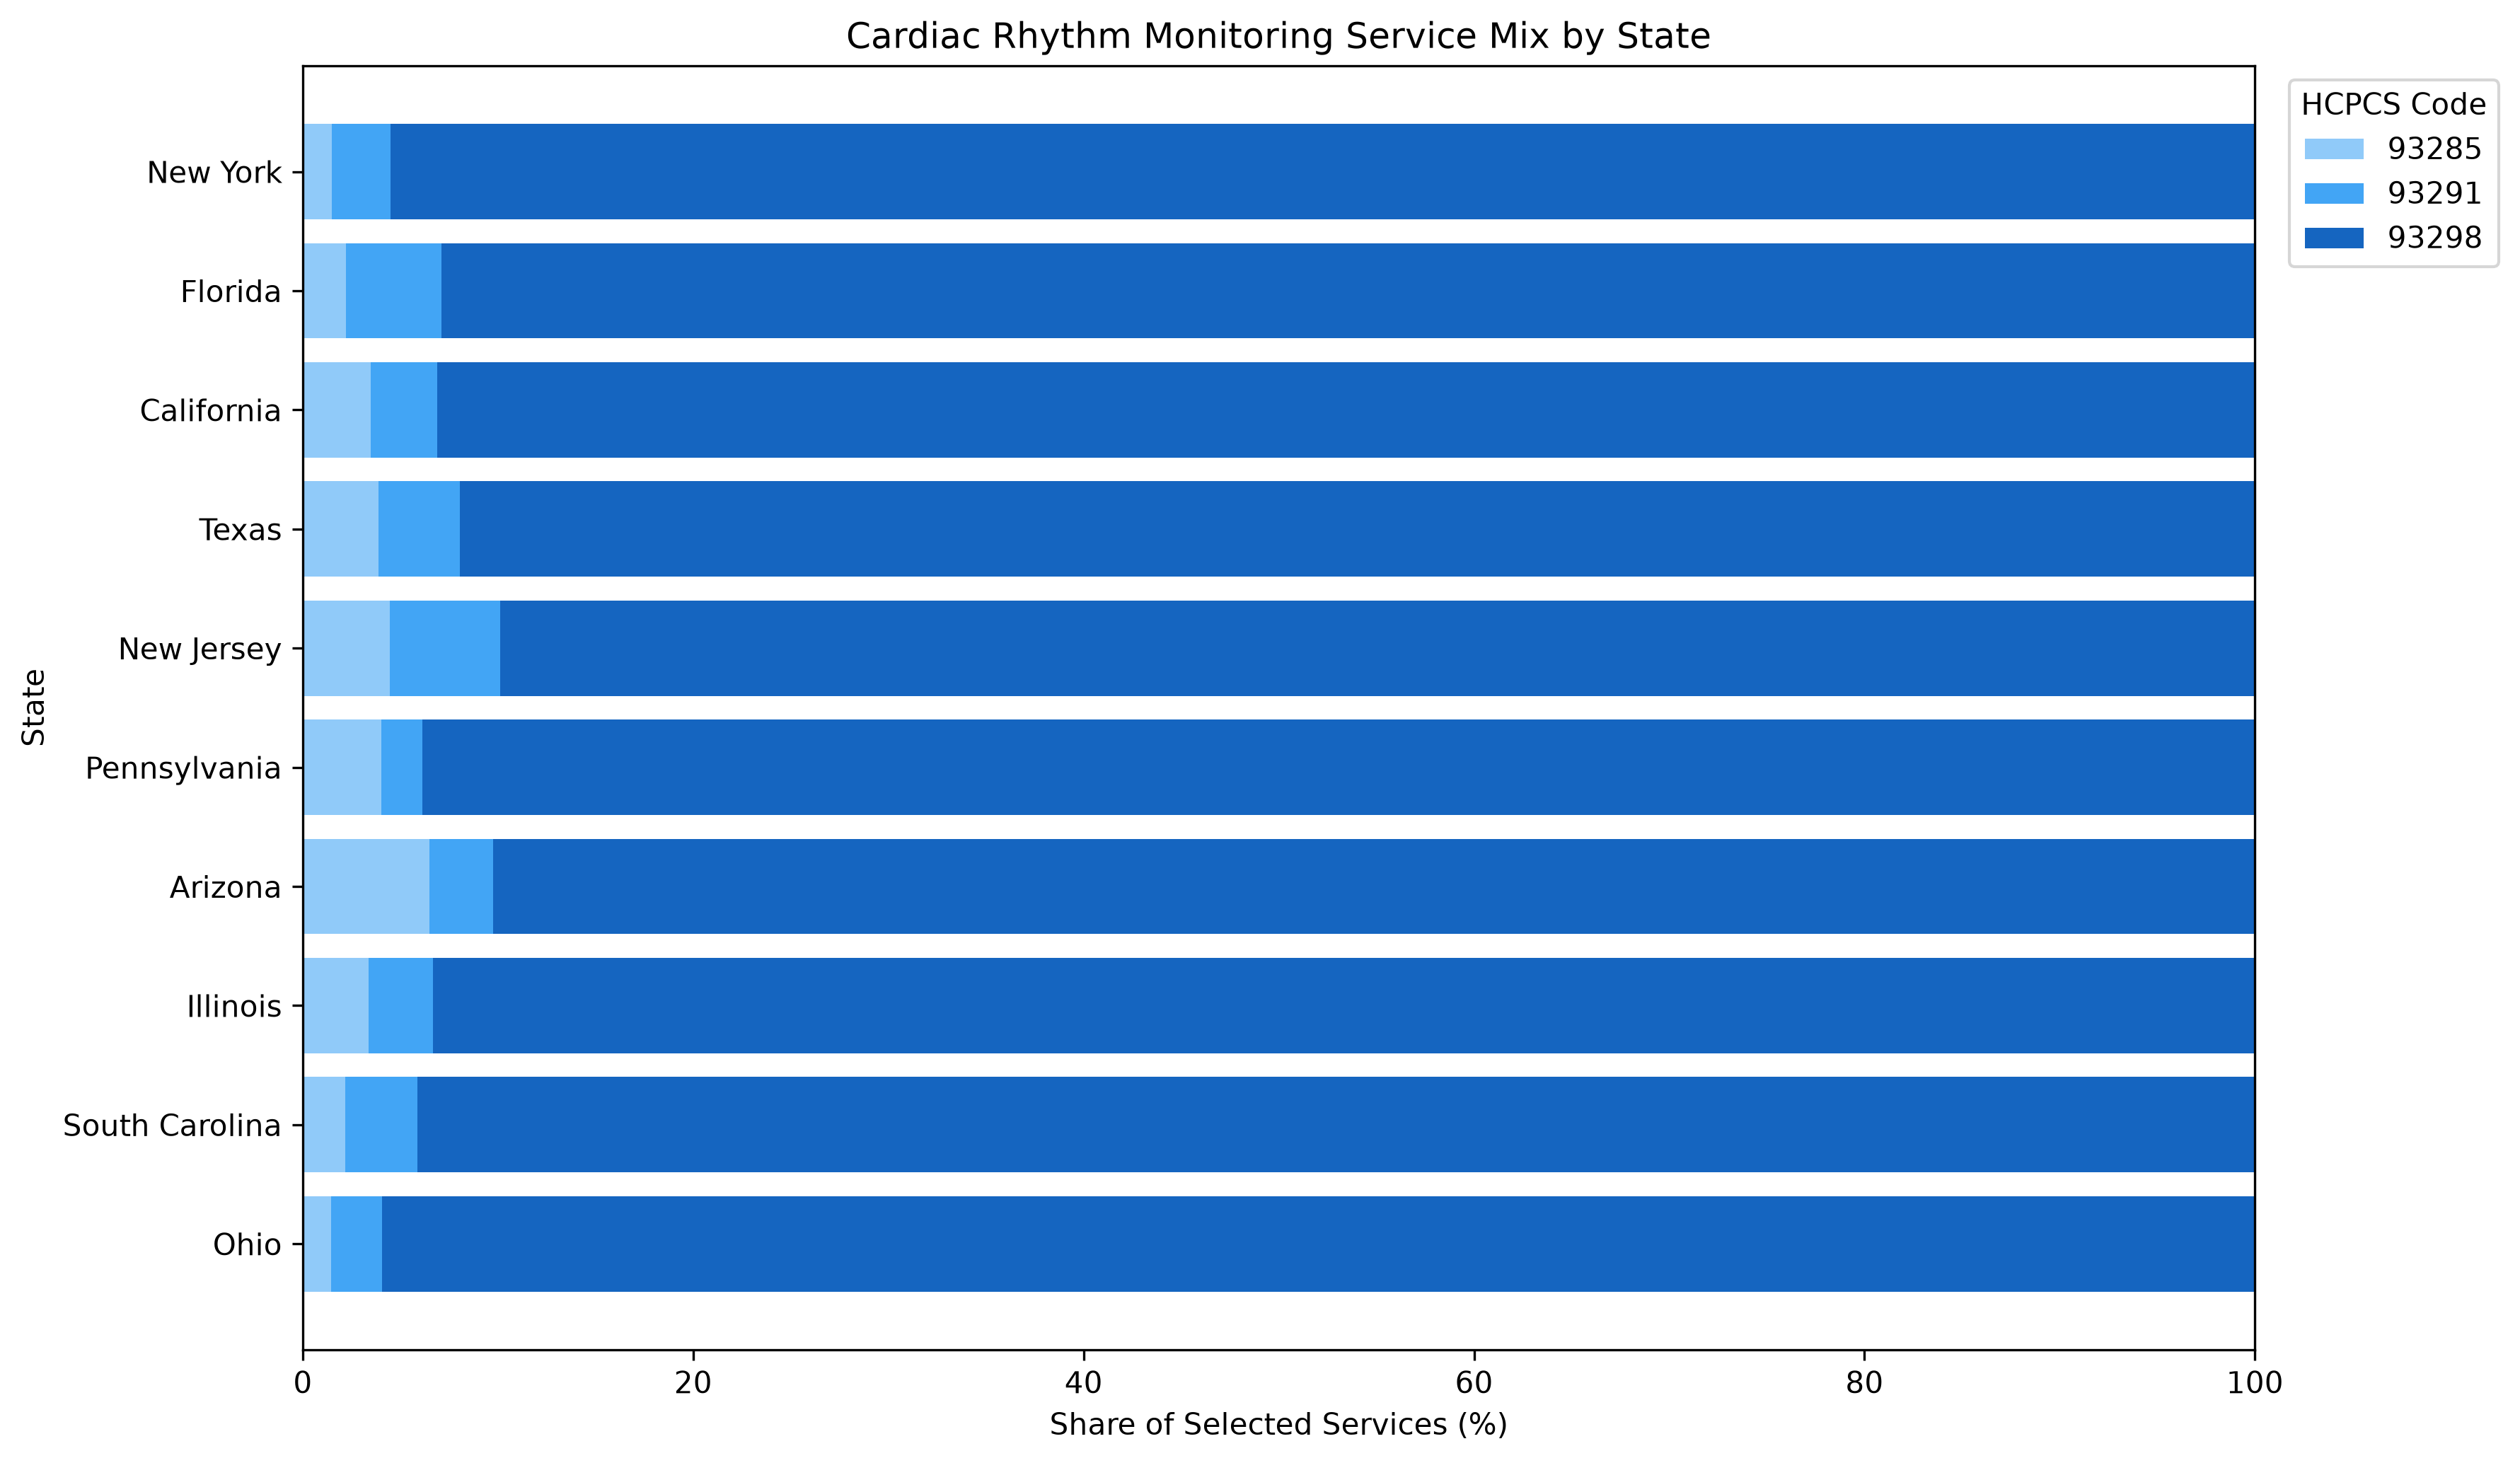 Cardiac Rhythm Monitoring Service Mix by State
HCPCS Code
93285
93291
93298
State
New York
Florida
California
Texas
New Jersey
Pennsylvania
Arizona
Illinois
South Carolina
Ohio
0 20 40 60 80 100
Share of Selected Services (%)